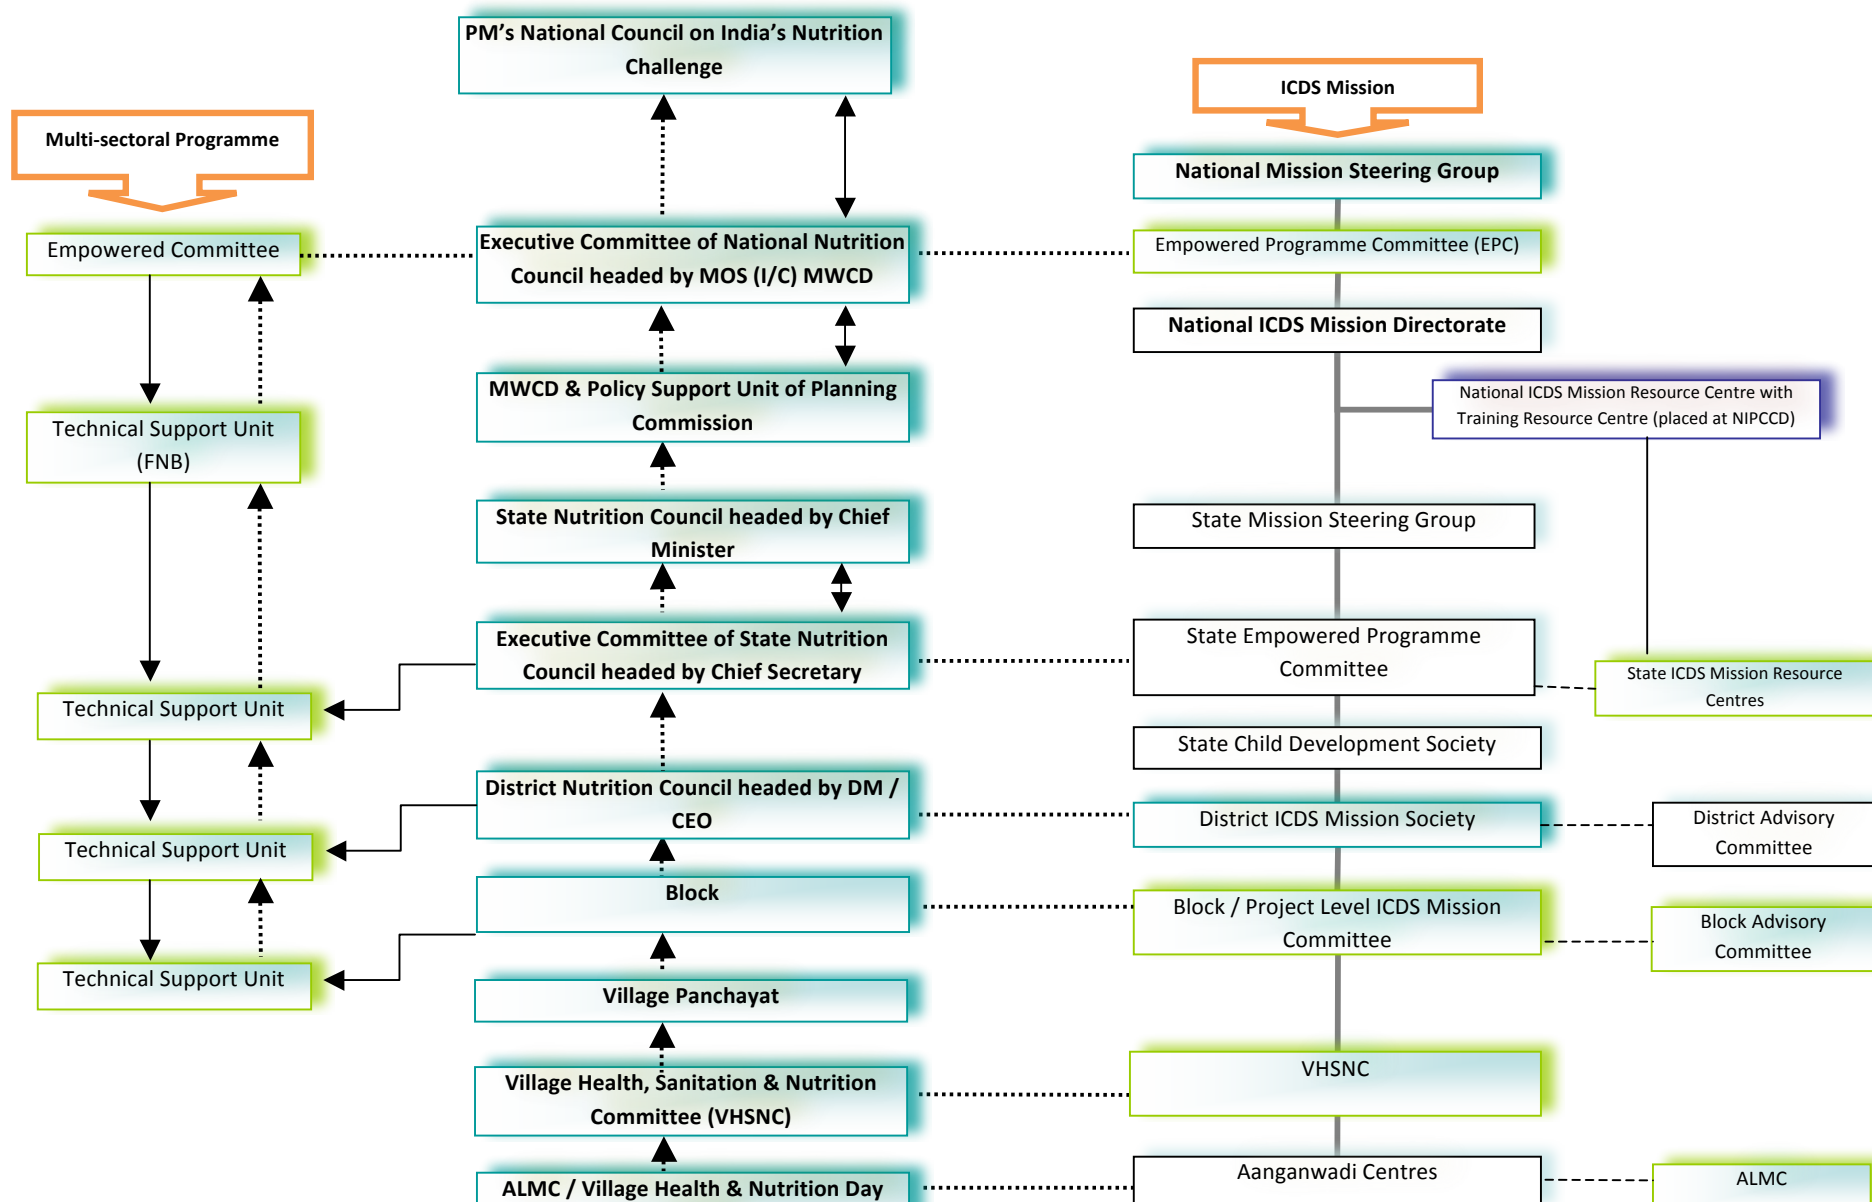 PM’s National Council on India’s Nutrition
Challenge
ICDS Mission
Multi-sectoral Programme
National Mission Steering Group
Empowered Committee
Executive Committee of National Nutrition
Council headed by MOS (I/C) MWCD
Empowered Programme Committee (EPC)
National ICDS Mission Directorate
MWCD & Policy Support Unit of Planning
Commission
National ICDS Mission Resource Centre with
Training Resource Centre (placed at NIPCCD)
Technical Support Unit
(FNB)
State Nutrition Council headed by Chief
Minister
State Mission Steering Group
Executive Committee of State Nutrition
Council headed by Chief Secretary
State Empowered Programme
Committee
State ICDS Mission Resource
Centres
Technical Support Unit
State Child Development Society
District Nutrition Council headed by DM /
CEO
District ICDS Mission Society
District Advisory
Committee
Technical Support Unit
Block
Block / Project Level ICDS Mission
Committee
Block Advisory
Committee
Technical Support Unit
Village Panchayat
Village Health, Sanitation & Nutrition
Committee (VHSNC)
VHSNC
ALMC / Village Health & Nutrition Day
Aanganwadi Centres
ALMC